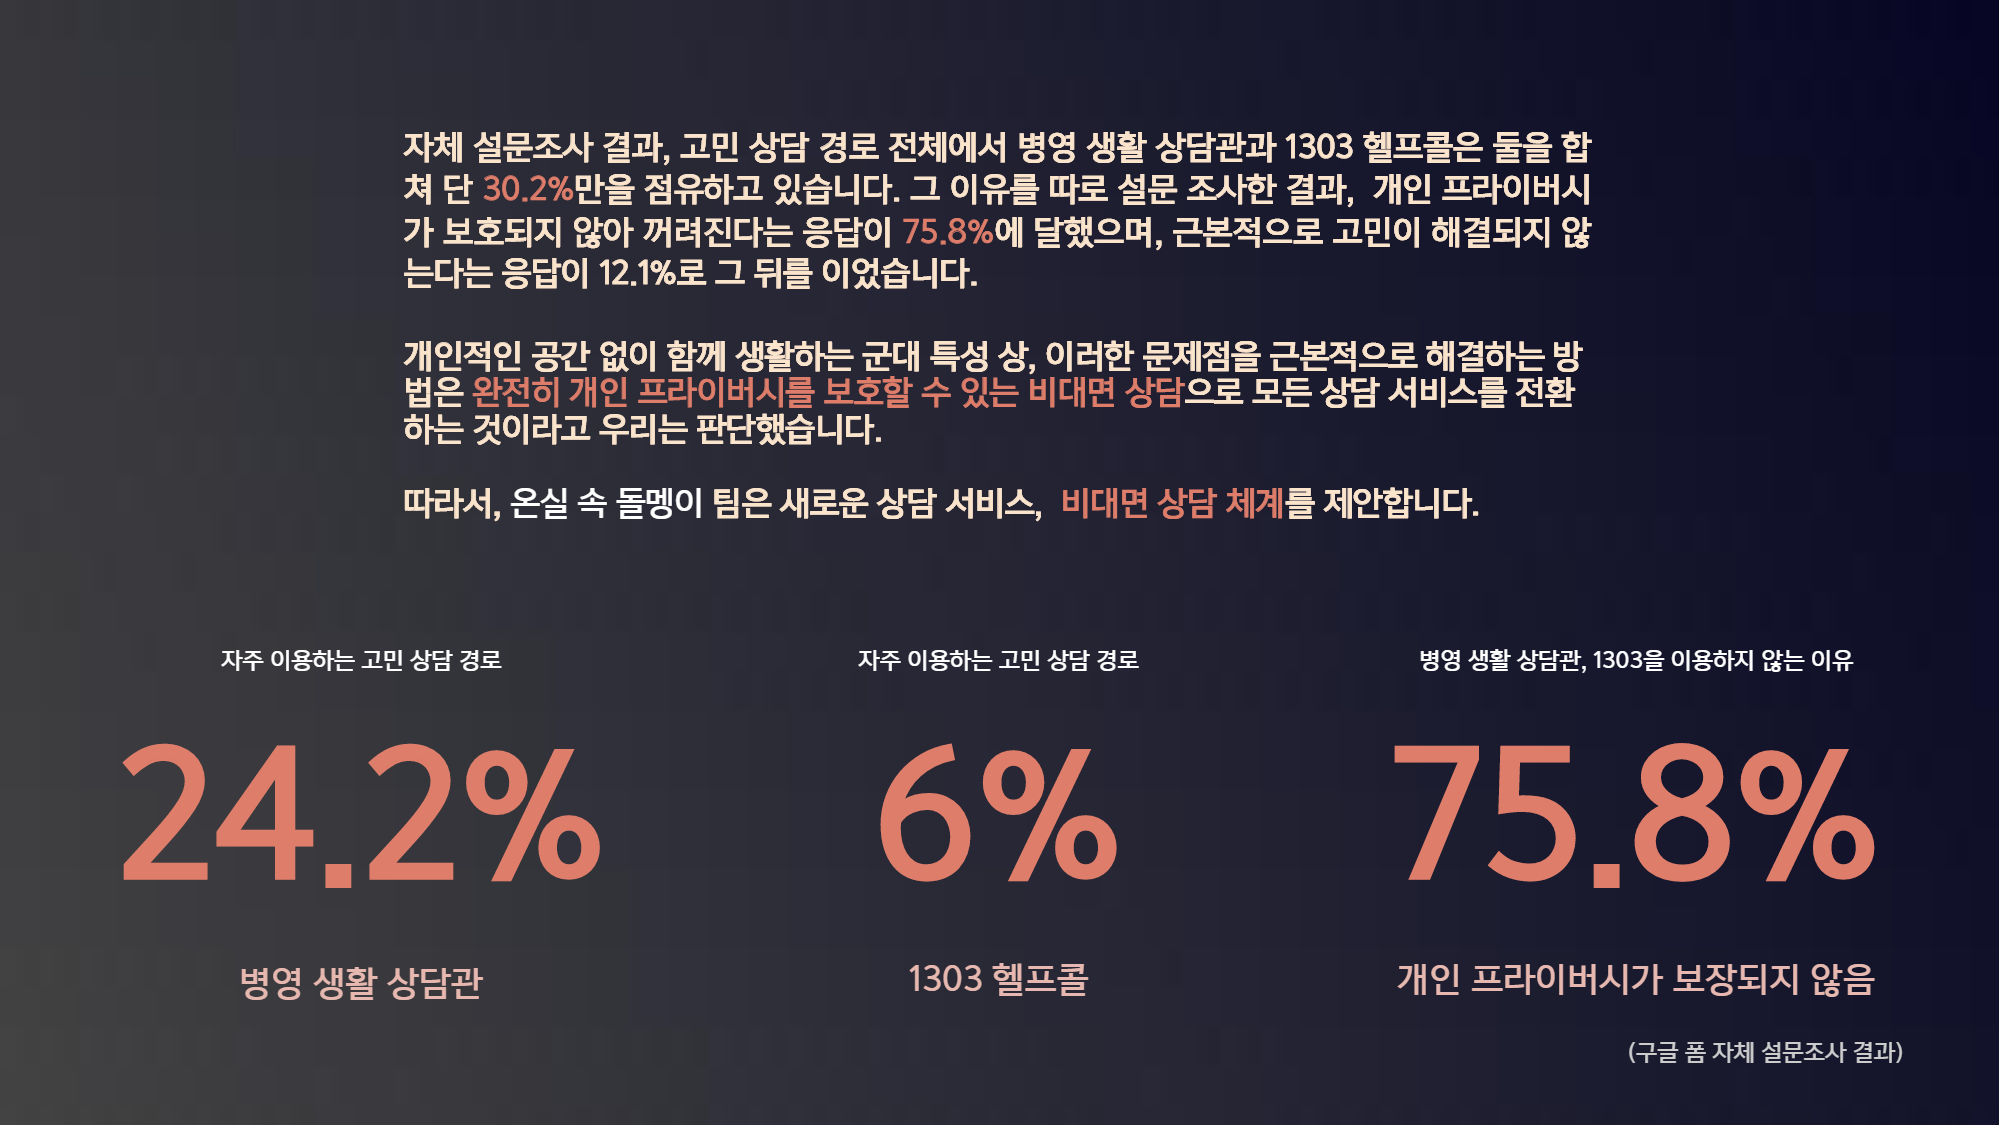 자체 설문조사 결과, 고민 상담 경로 전체에서 병영 생활 상담관과 1303 헬프콜은 둘을 합
쳐 단 30.2%만을 점유하고 있습니다. 그 이유를 따로 설문 조사한 결과, 개인 프라이버시
가 보호되지 않아 꺼려진다는 응답이 75.8%에 달했으며, 근본적으로 고민이 해결되지 않
는다는 응답이 12.1%로 그 뒤를 이었습니다.
개인적인 공간 없이 함께 생활하는 군대 특성 상, 이러한 문제점을 근본적으로 해결하는 방
법은 완전히 개인 프라이버시를 보호할 수 있는 비대면 상담으로 모든 상담 서비스를 전환
하는 것이라고 우리는 판단했습니다.
따라서, 온실 속 돌멩이 팀은 새로운 상담 서비스, 비대면 상담 체계를 제안합니다.
자주 이용하는 고민 상담 경로
24.2%
병영 생활 상담관
자주 이용하는 고민 상담 경로
6%
1303 헬프콜
병영 생활 상담관, 1303을 이용하지 않는 이유
75.8%
개인 프라이버시가 보장되지 않음
(구글 폼 자체 설문조사 결과)